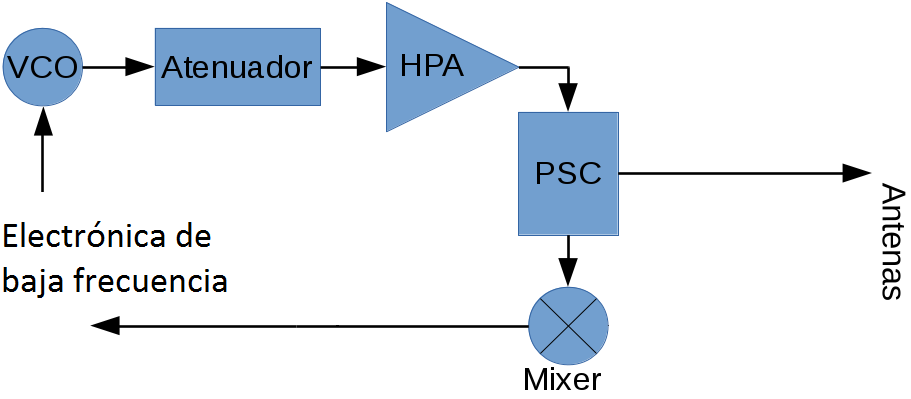 VCO
Atenuador
HPA
PSC
Antenas
Electrónica de
baja frecuencia
Mixer